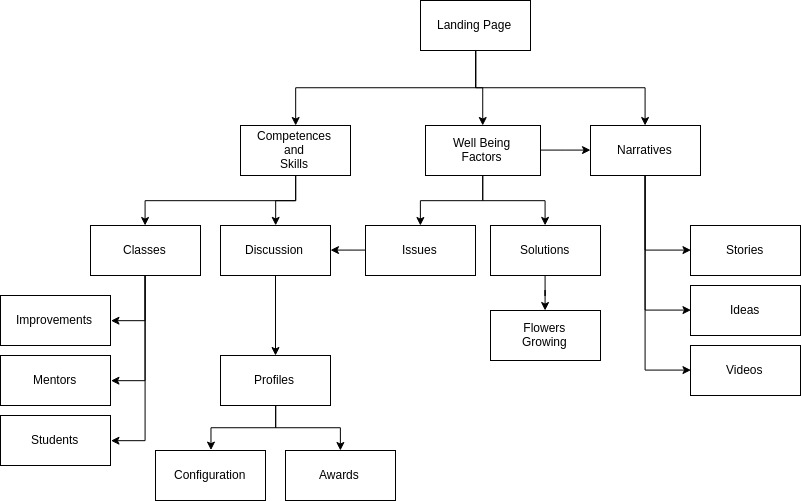 Landing Page
Competences
and
Skills
Well Being
Factors
Narratives
Classes
Discussion
Issues
Solutions
Stories
Improvements
Flowers
Growing
Ideas
Mentors
Profiles
Videos
Students
Configuration
Awards